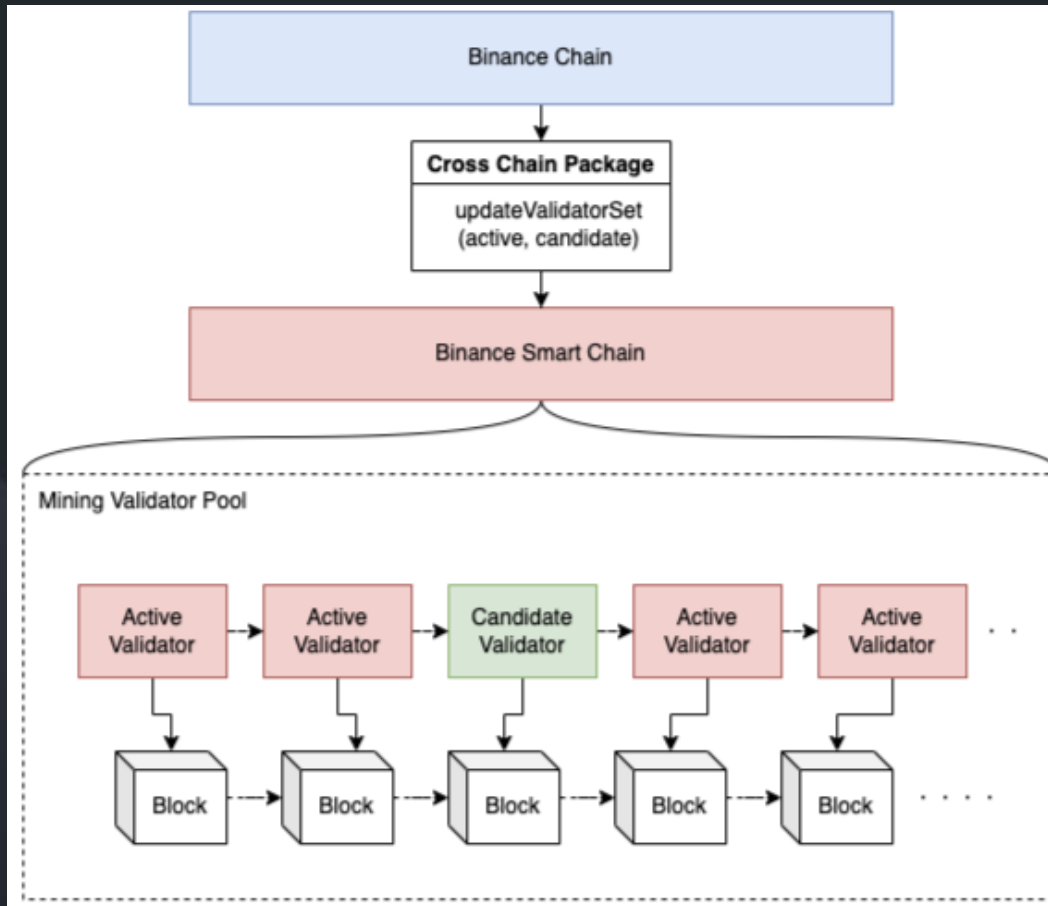 Binance Chain
Cross Chain Package
updateValidatorSet
(active, candidate)
Binance Smart Chain
Mining Validator Pool
Active
Validator
Active
Validator
Candidate
Validator
Active
Validator
Active
Validator
. .
Block
Block
Block
Block
Block
. . . .